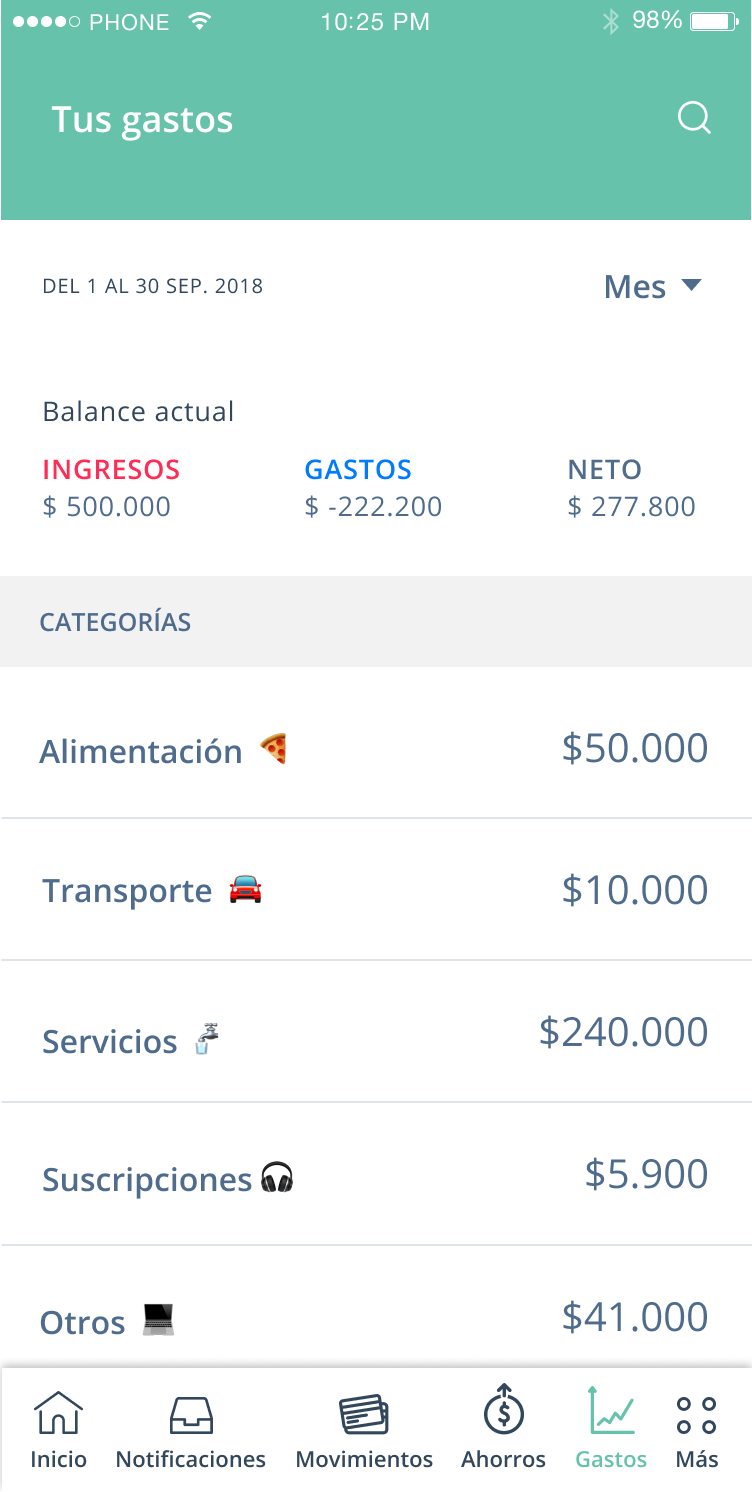 PHONE 10:25 PM 98%
Tus gastos
DEL 1 AL 30 SEP. 2018 Mes
Balance actual
INGRESOS GASTOS NETO
$ 500.000 $ -222.200 $ 277.800
CATEGORÍAS
Alimentación $50.000
Transporte $10.000
Servicios $240.000
Suscripciones $5.900
Otros $41.000
Inicio Notificaciones Movimientos Ahorros Gastos Más